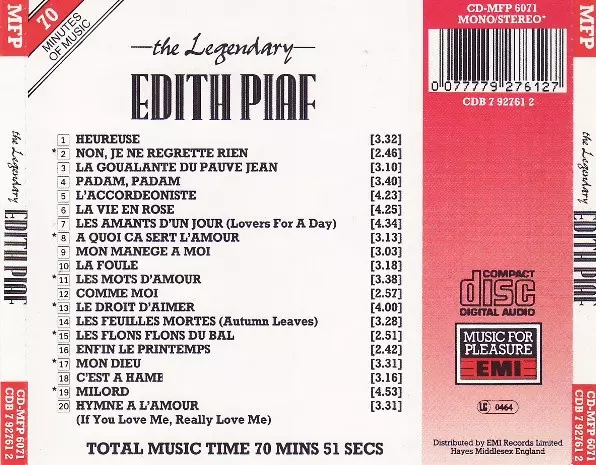 MFP
70
MINUTES
OF MUSIC
the Legendary
EDITH PIAF
1 HEUREUSE [3.32]
*2 NON, JE NE REGRETTE RIEN [2.46]
3 LA GOUALANTE DU PAUVE JEAN [3.10]
4 PADAM, PADAM [3.40]
5 L'ACCORDEONISTE [4.23]
6 LA VIE EN ROSE [4.25]
7 LES AMANTS D'UN JOUR (Lovers For A Day) [4.34]
*8 A QUOI CA SERT L'AMOUR [3.13]
9 MON MANEGE A MOI [3.03]
10 LA FOULE [3.18]
*11 LES MOTS D'AMOUR [3.38]
12 COMME MOI [2.57]
*13 LE DROIT D'AIMER [4.00]
14 LES FEUILLES MORTES (Autumn Leaves) [3.28]
*15 LES FLONS FLONS DU BAL [2.51]
16 ENFIN LE PRINTEMPS [2.42]
*17 MON DIEU [3.31]
18 C'EST A HAME [3.16]
*19 MILORD [4.53]
20 HYMNE A L'AMOUR [3.31]
(If You Love Me, Really Love Me)
TOTAL MUSIC TIME 70 MINS 51 SECS
CD-MFP 6071
MONO/STEREO*
0 077779 276127
CDB 7 92761 2
COMPACT
disc
DIGITAL AUDIO
MUSIC FOR
PLEASURE
EMI
LC 0464
Manufactured by EMI Records Limited
Hayes Middlesex England
the Legendary
EDITH PIAF
CD-MFP 6071
CDB 7 92761 2
MFP
the Legendary
EDITH PIAF
CD-MFP 6071
CDB 7 92761 2